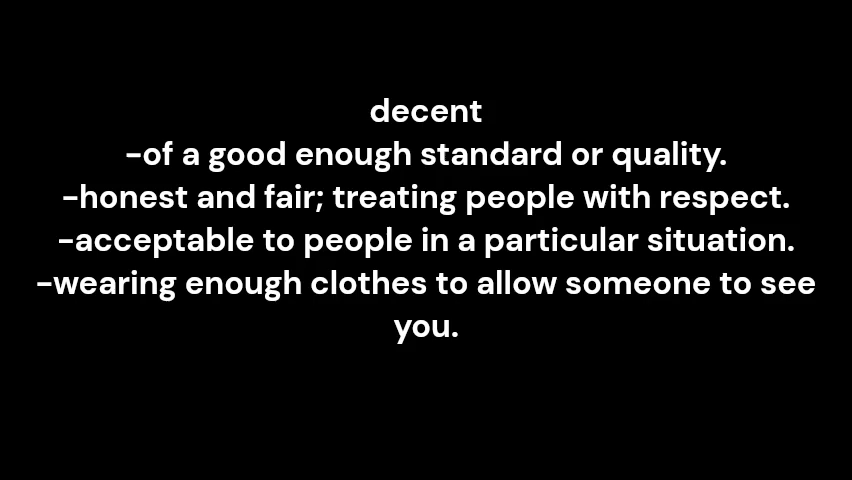 decent
-of a good enough standard or quality.
-honest and fair; treating people with respect.
-acceptable to people in a particular situation.
-wearing enough clothes to allow someone to see
you.